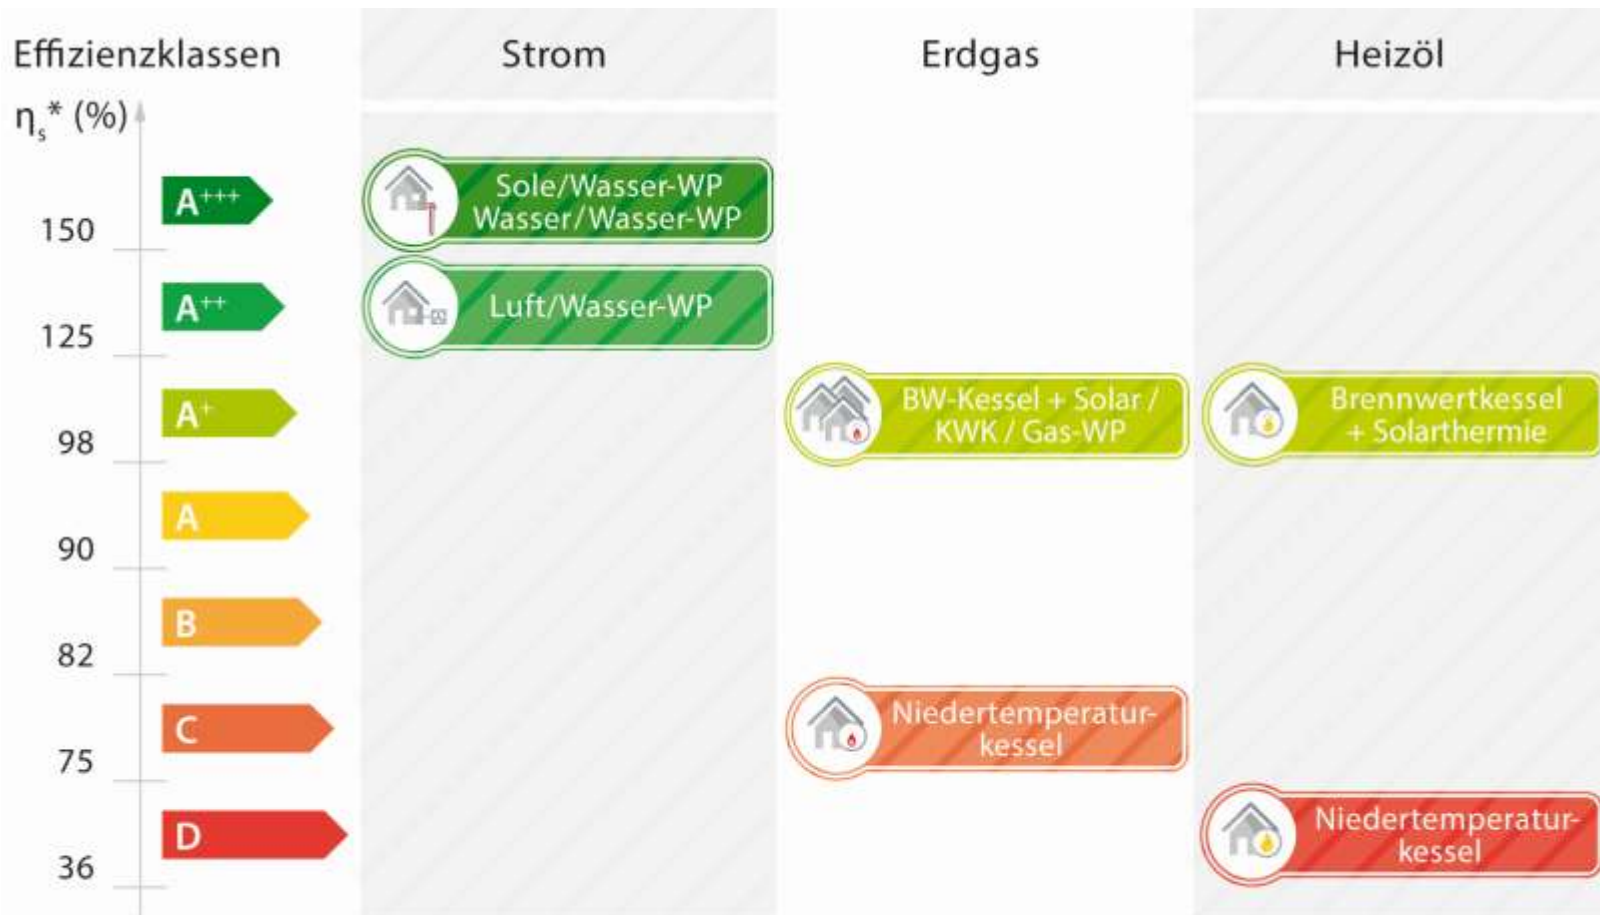 Effizienzklassen
Strom
Erdgas
Heizöl
ηs* (%)
A+++
Sole/Wasser-WP
Wasser/Wasser-WP
150
A++
Luft/Wasser-WP
125
A+
BW-Kessel + Solar /
KWK / Gas-WP
Brennwertkessel
+ Solarthermie
98
A
90
B
82
C
Niedertemperatur-
kessel
75
D
Niedertemperatur-
kessel
36